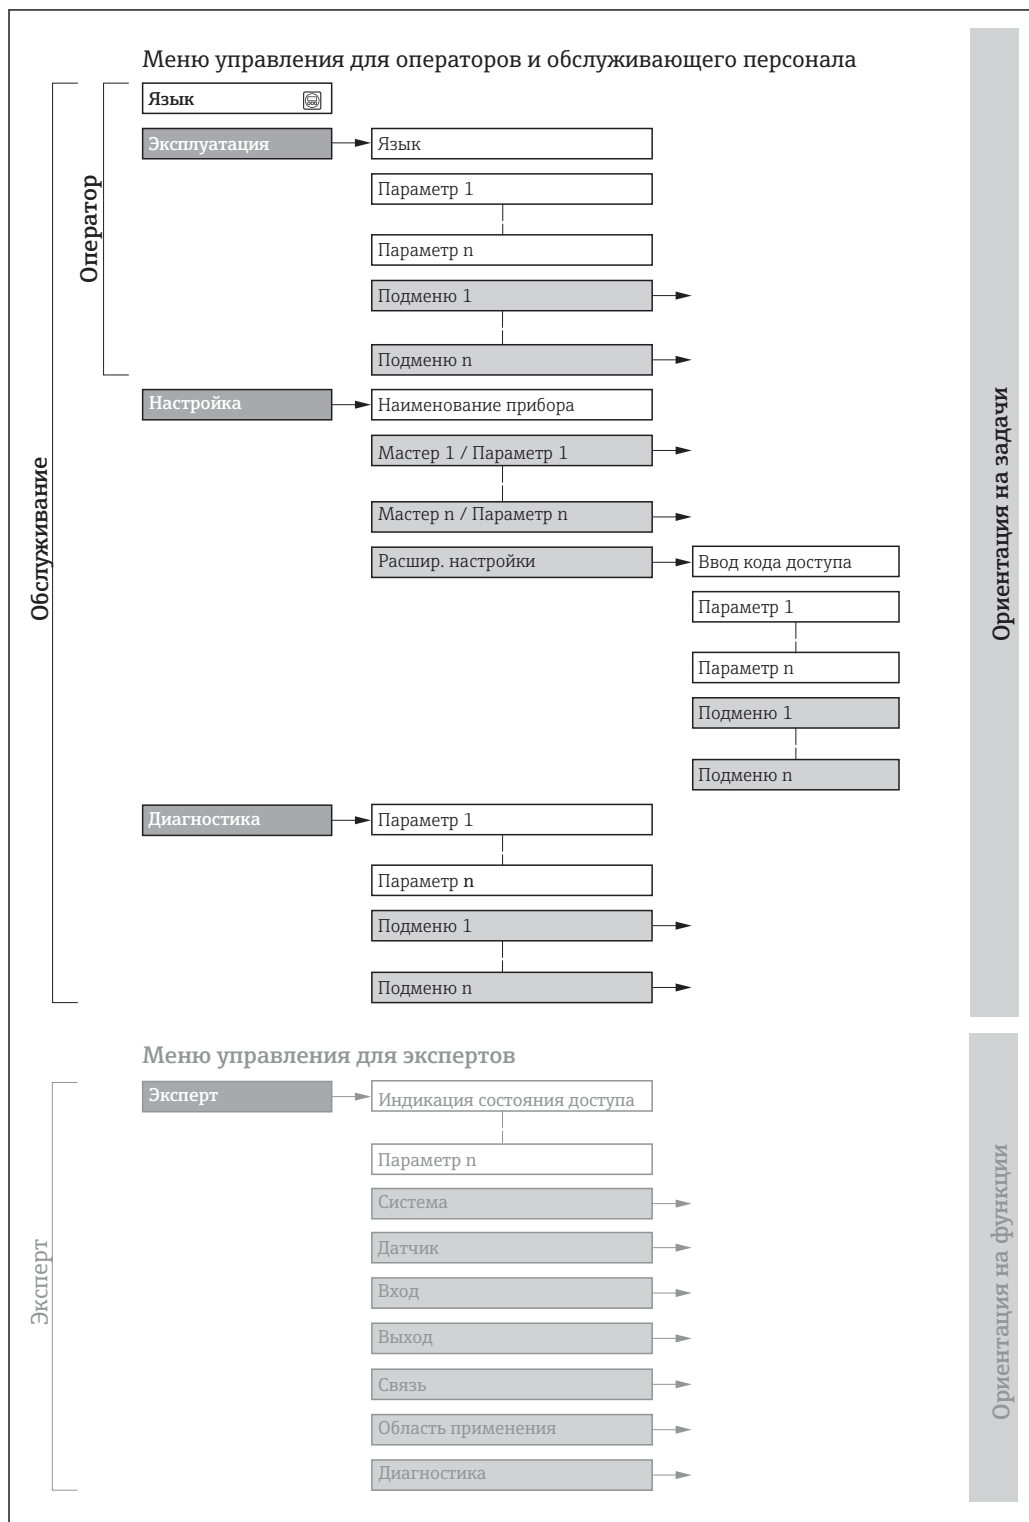 Меню управления для операторов и обслуживающего персонала
Язык
Эксплуатация
Язык
Параметр 1
Параметр n
Подменю 1
Подменю n
Настройка
Наименование прибора
Мастер 1 / Параметр 1
Мастер n / Параметр n
Расшир. настройки
Ввод кода доступа
Параметр 1
Параметр n
Подменю 1
Подменю n
Диагностика
Параметр 1
Параметр n
Подменю 1
Подменю n
Оператор
Обслуживание
Ориентация на задачи
Меню управления для экспертов
Эксперт
Индикация состояния доступа
Параметр n
Система
Датчик
Вход
Выход
Связь
Область применения
Диагностика
Эксперт
Ориентация на функции